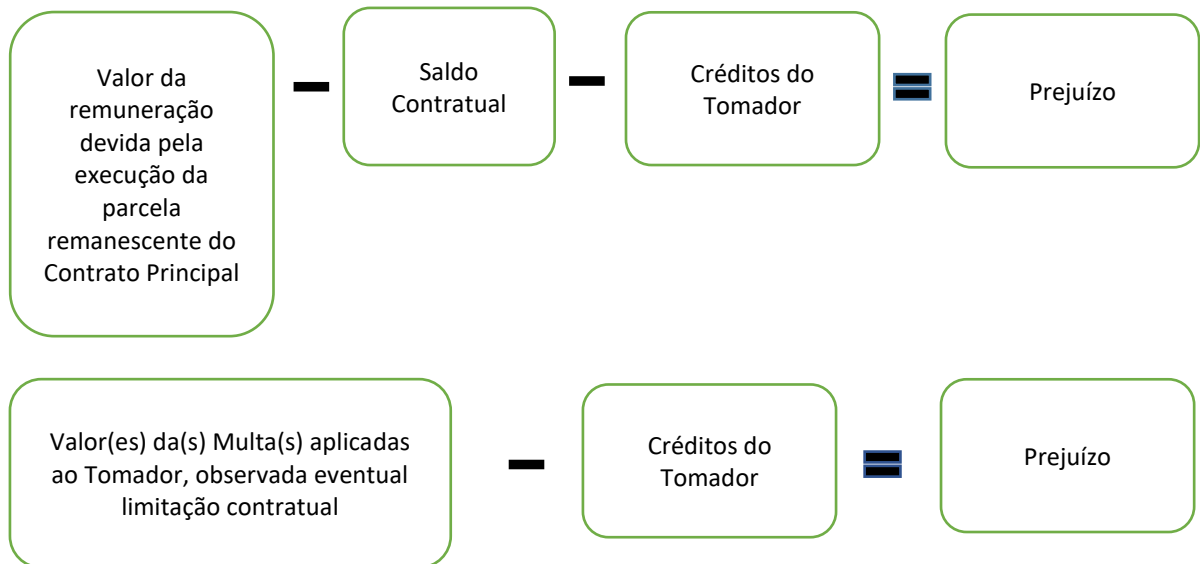 Valor da
remuneração
devida pela
execução da
parcela
remanescente do
Contrato Principal
Saldo
Contratual
Créditos do
Tomador
Prejuízo
Valor(es) da(s) Multa(s) aplicadas
ao Tomador, observada eventual
limitação contratual
Créditos do
Tomador
Prejuízo